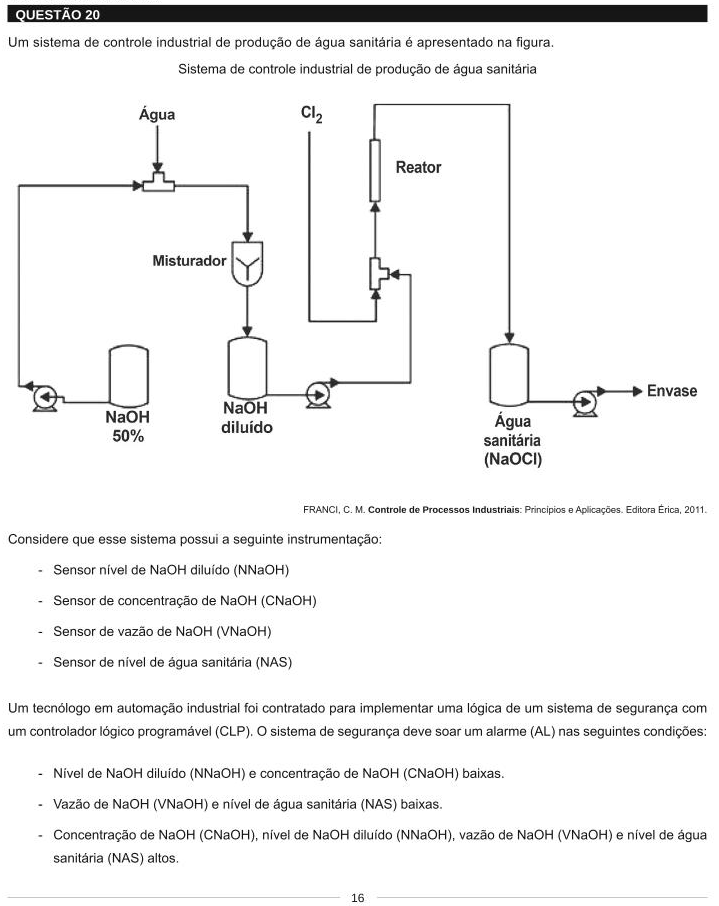 QUESTÃO 20
Um sistema de controle industrial de produção de água sanitária é apresentado na figura.
Sistema de controle industrial de produção de água sanitária
Água
Cl2
Reator
Misturador
NaOH
50%
NaOH
diluído
Água
sanitária
(NaOCl)
Envase
FRANCI, C. M. Controle de Processos Industriais: Princípios e Aplicações. Editora Érica, 2011.
Considere que esse sistema possui a seguinte instrumentação:
- Sensor nível de NaOH diluído (NNaOH)
- Sensor de concentração de NaOH (CNaOH)
- Sensor de vazão de NaOH (VNaOH)
- Sensor de nível de água sanitária (NAS)
Um tecnólogo em automação industrial foi contratado para implementar uma lógica de um sistema de segurança com
um controlador lógico programável (CLP). O sistema de segurança deve soar um alarme (AL) nas seguintes condições:
- Nível de NaOH diluído (NNaOH) e concentração de NaOH (CNaOH) baixas.
- Vazão de NaOH (VNaOH) e nível de água sanitária (NAS) baixas.
- Concentração de NaOH (CNaOH), nível de NaOH diluído (NNaOH), vazão de NaOH (VNaOH) e nível de água
sanitária (NAS) altos.
16